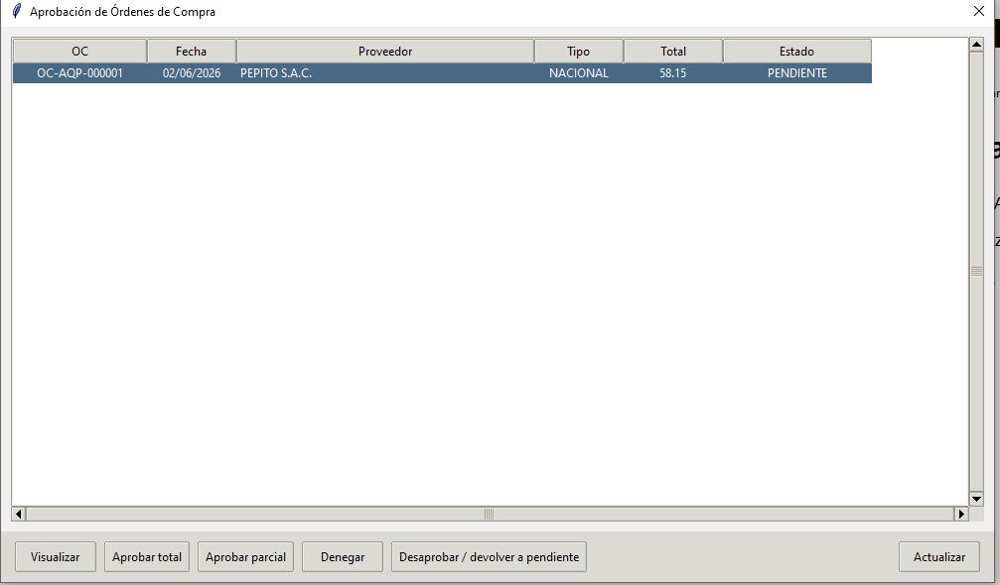 Aprobación de Órdenes de Compra
OC Fecha Proveedor Tipo Total Estado
OC-AQP-000001 02/06/2026 PEPITO S.A.C. NACIONAL 58.15 PENDIENTE
Visualizar Aprobar total Aprobar parcial Denegar Desaprobar / devolver a pendiente Actualizar